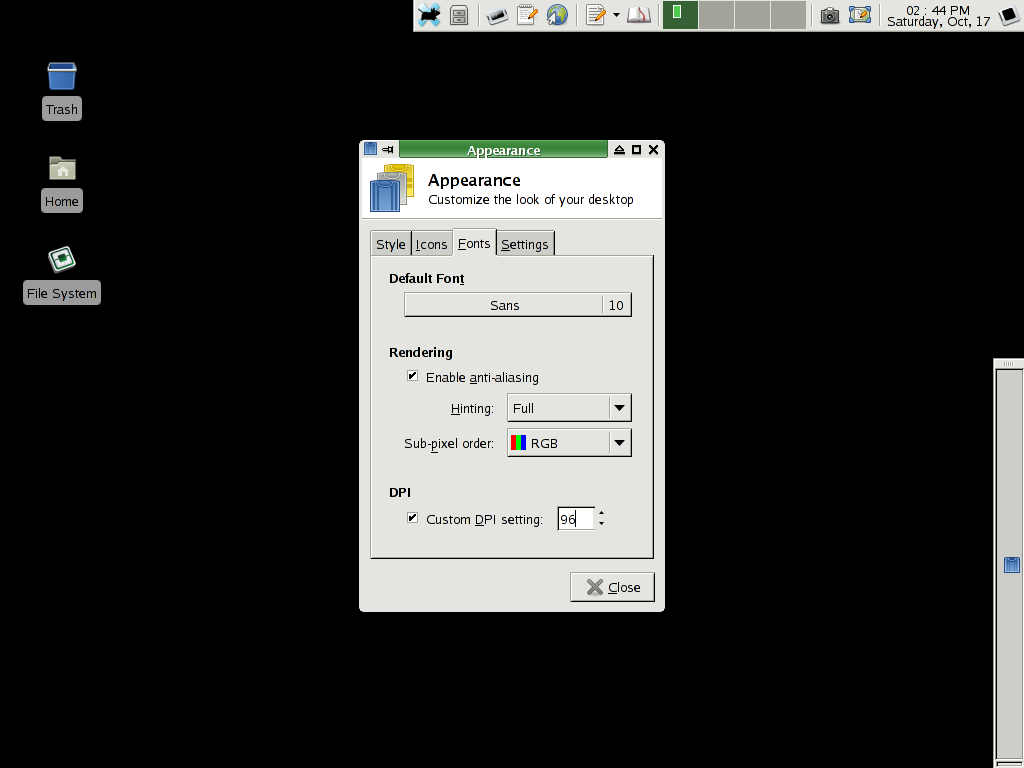 02 : 44 PM
Saturday, Oct, 17
Trash
Home
File System
Appearance
Appearance
Customize the look of your desktop
Style Icons Fonts Settings
Default Font
Sans 10
Rendering
Enable anti-aliasing
Hinting: Full
Sub-pixel order: RGB
DPI
Custom DPI setting: 96
Close